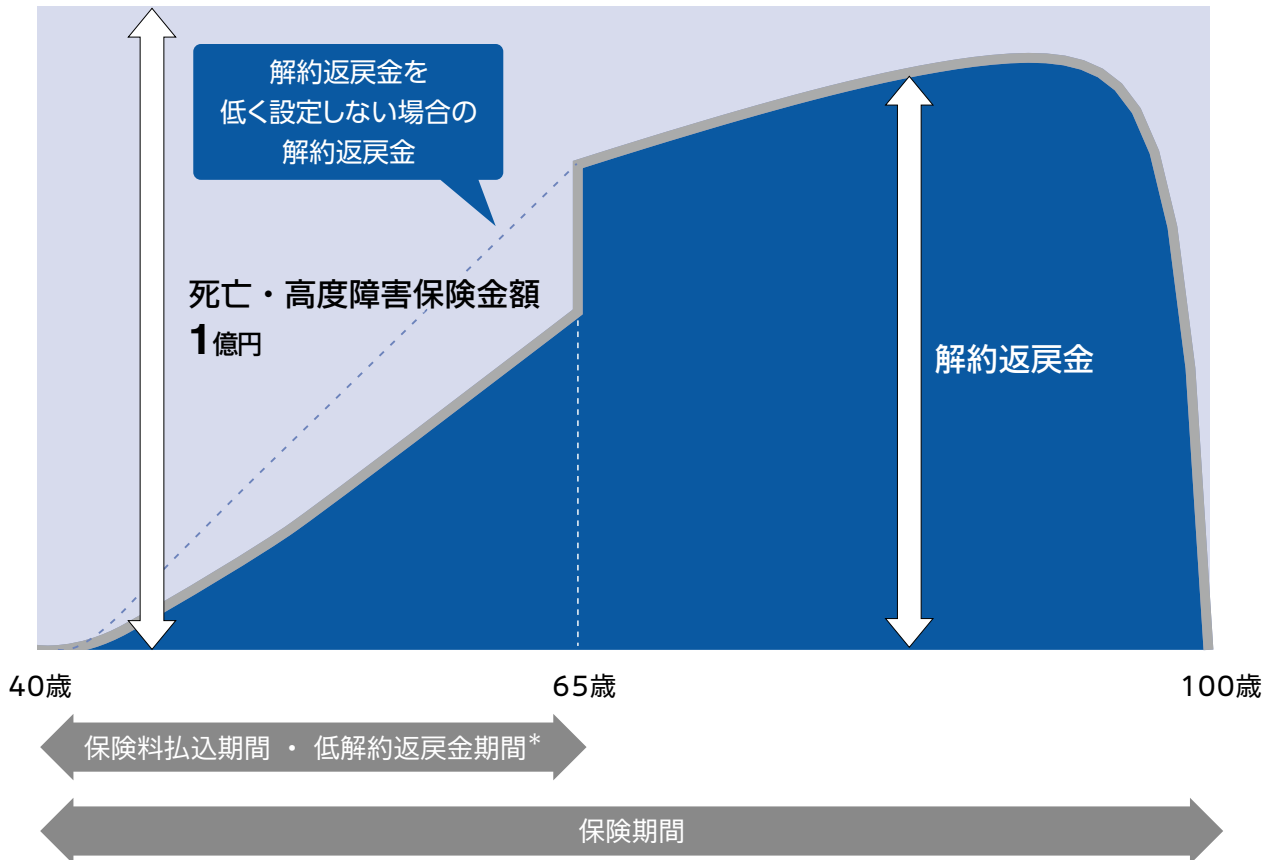 解約返戻金を
低く設定しない場合の
解約返戻金
死亡・高度障害保険金額
1億円
解約返戻金
40歳
65歳
100歳
保険料払込期間 ・ 低解約返戻金期間*
保険期間